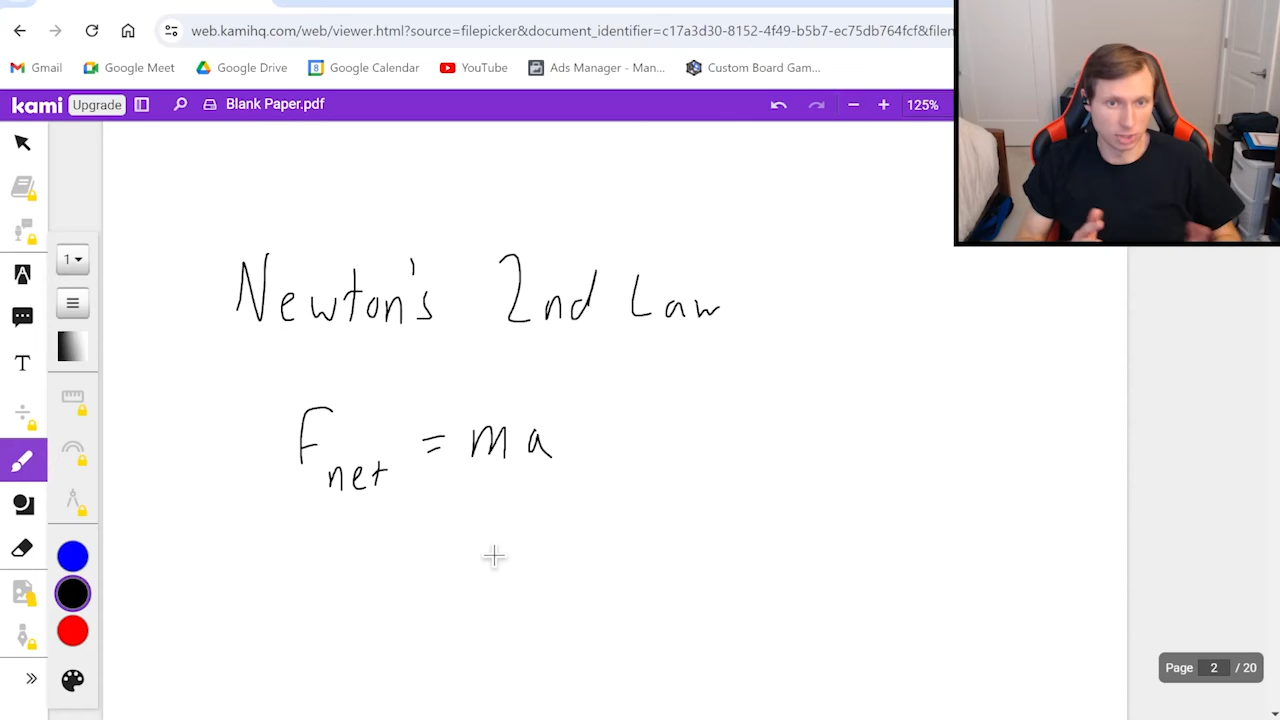 web.kamihq.com/web/viewer.html?source=filepicker&document_identifier=c17a3d30-8152-4f49-b5b7-ec75db764fcf&filen
Gmail Google Meet Google Drive Google Calendar YouTube Ads Manager - Man... Custom Board Gam...
kami Upgrade Blank Paper.pdf 125%
1
T
Newton's 2nd Law
Fnet = ma
Page 2 / 20